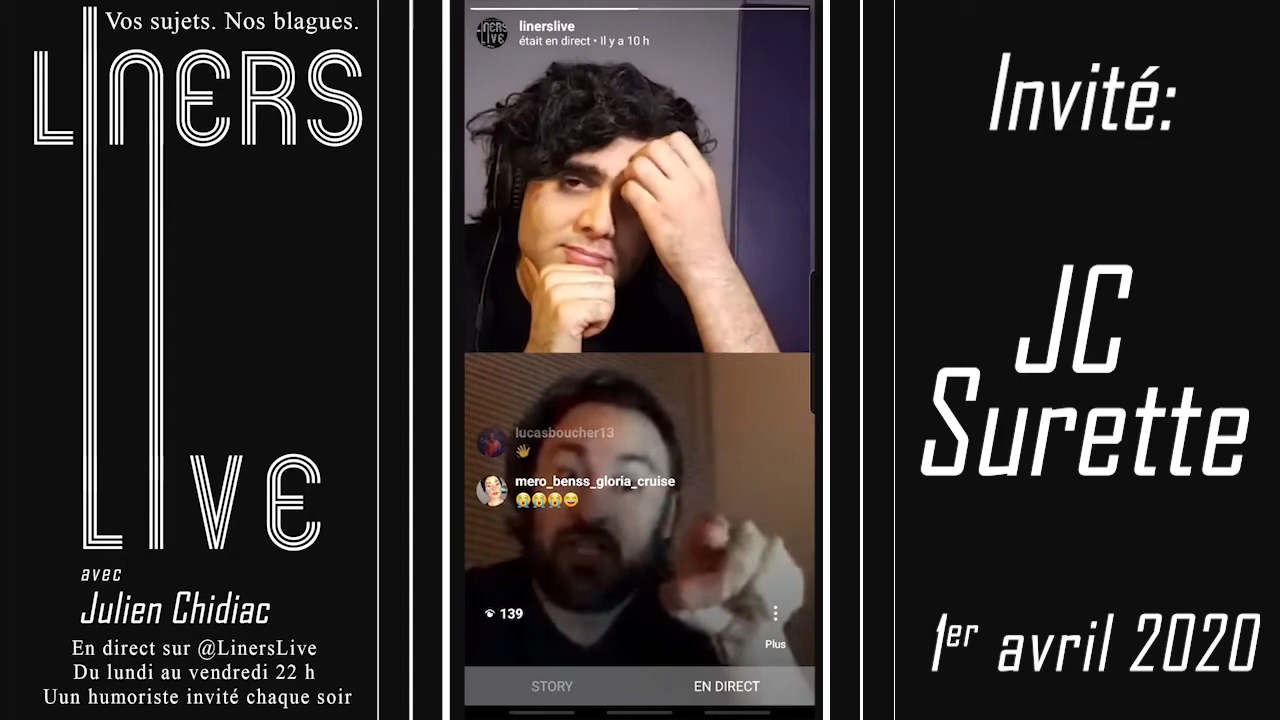 Vos sujets. Nos blagues.
LINERS
LIVE
avec
Julien Chidiac
En direct sur @LinersLive
Du lundi au vendredi 22 h
Uun humoriste invité chaque soir
LINERS
LIVE
linerslive
était en direct • Il y a 10 h
lucasboucher13
👋
mero_benss_gloria_cruise
😭😭😭😂
139
Plus
STORY
EN DIRECT
Invité:
JC
Surette
1er avril 2020